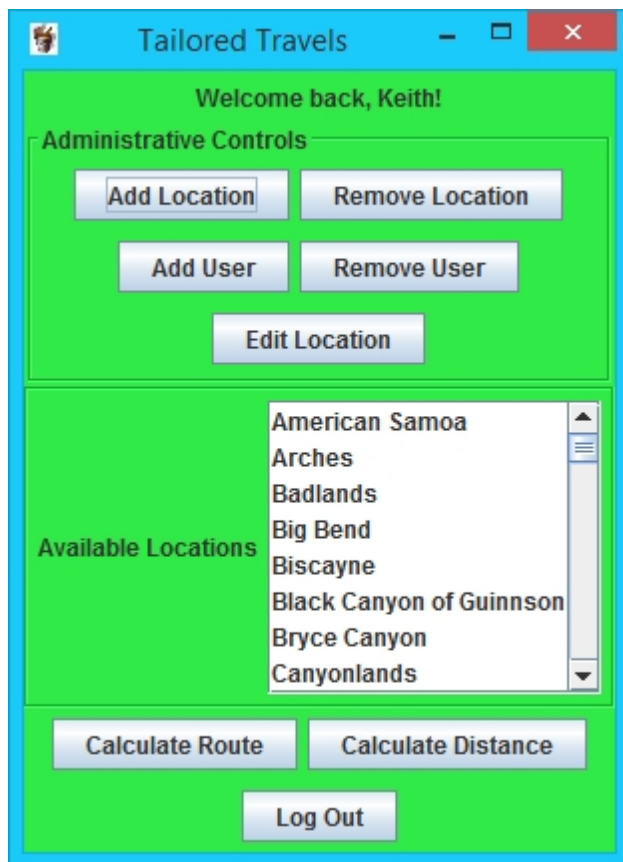 Tailored Travels
Welcome back, Keith!
Administrative Controls
Add Location Remove Location
Add User Remove User
Edit Location
Available Locations
American Samoa
Arches
Badlands
Big Bend
Biscayne
Black Canyon of Guinnson
Bryce Canyon
Canyonlands
Calculate Route Calculate Distance
Log Out